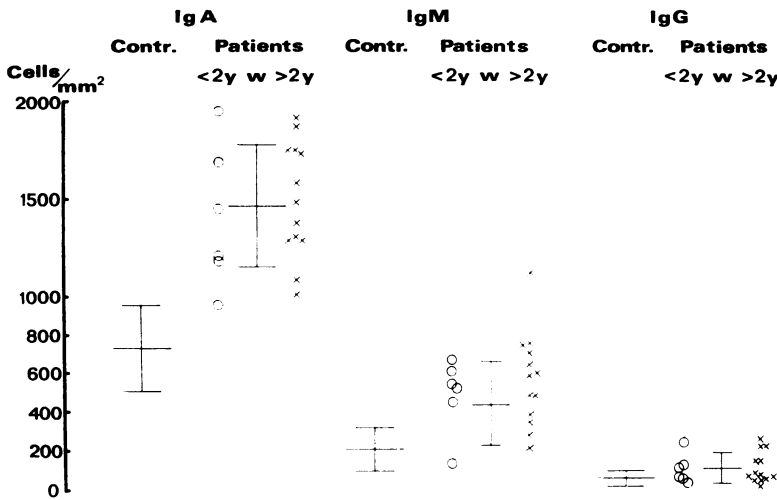 IgA IgM IgG
Contr. Patients Contr. Patients Contr. Patients
Cells/mm²
<2y w >2y <2y w >2y <2y w >2y
2000
1500
1000
800
600
400
200
0